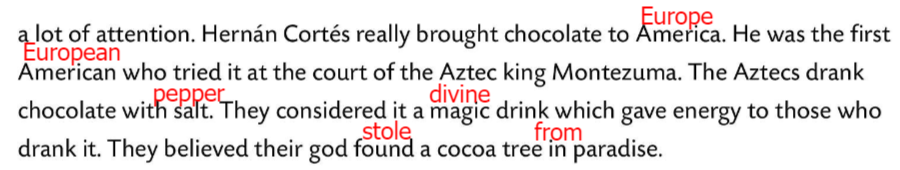 Europe
a lot of attention. Hernán Cortés really brought chocolate to America. He was the first
European
American who tried it at the court of the Aztec king Montezuma. The Aztecs drank
pepper divine
chocolate with salt. They considered it a magic drink which gave energy to those who
stole from
drank it. They believed their god found a cocoa tree in paradise.